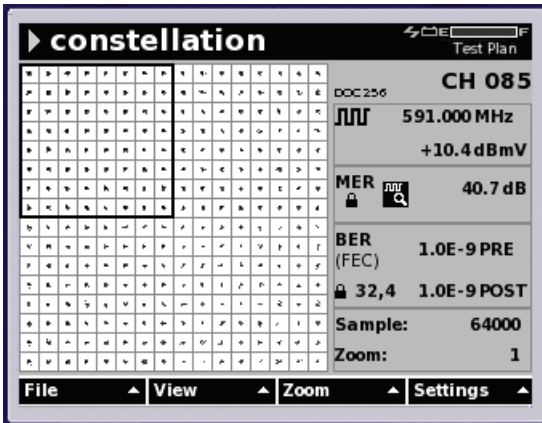 constellation
E F
Test Plan
CH 085
DOC 256
591.000 MHz
+10.4 dBmV
MER 40.7 dB
BER
(FEC)
1.0E-9 PRE
32,4 1.0E-9 POST
Sample: 64000
Zoom: 1
File View Zoom Settings